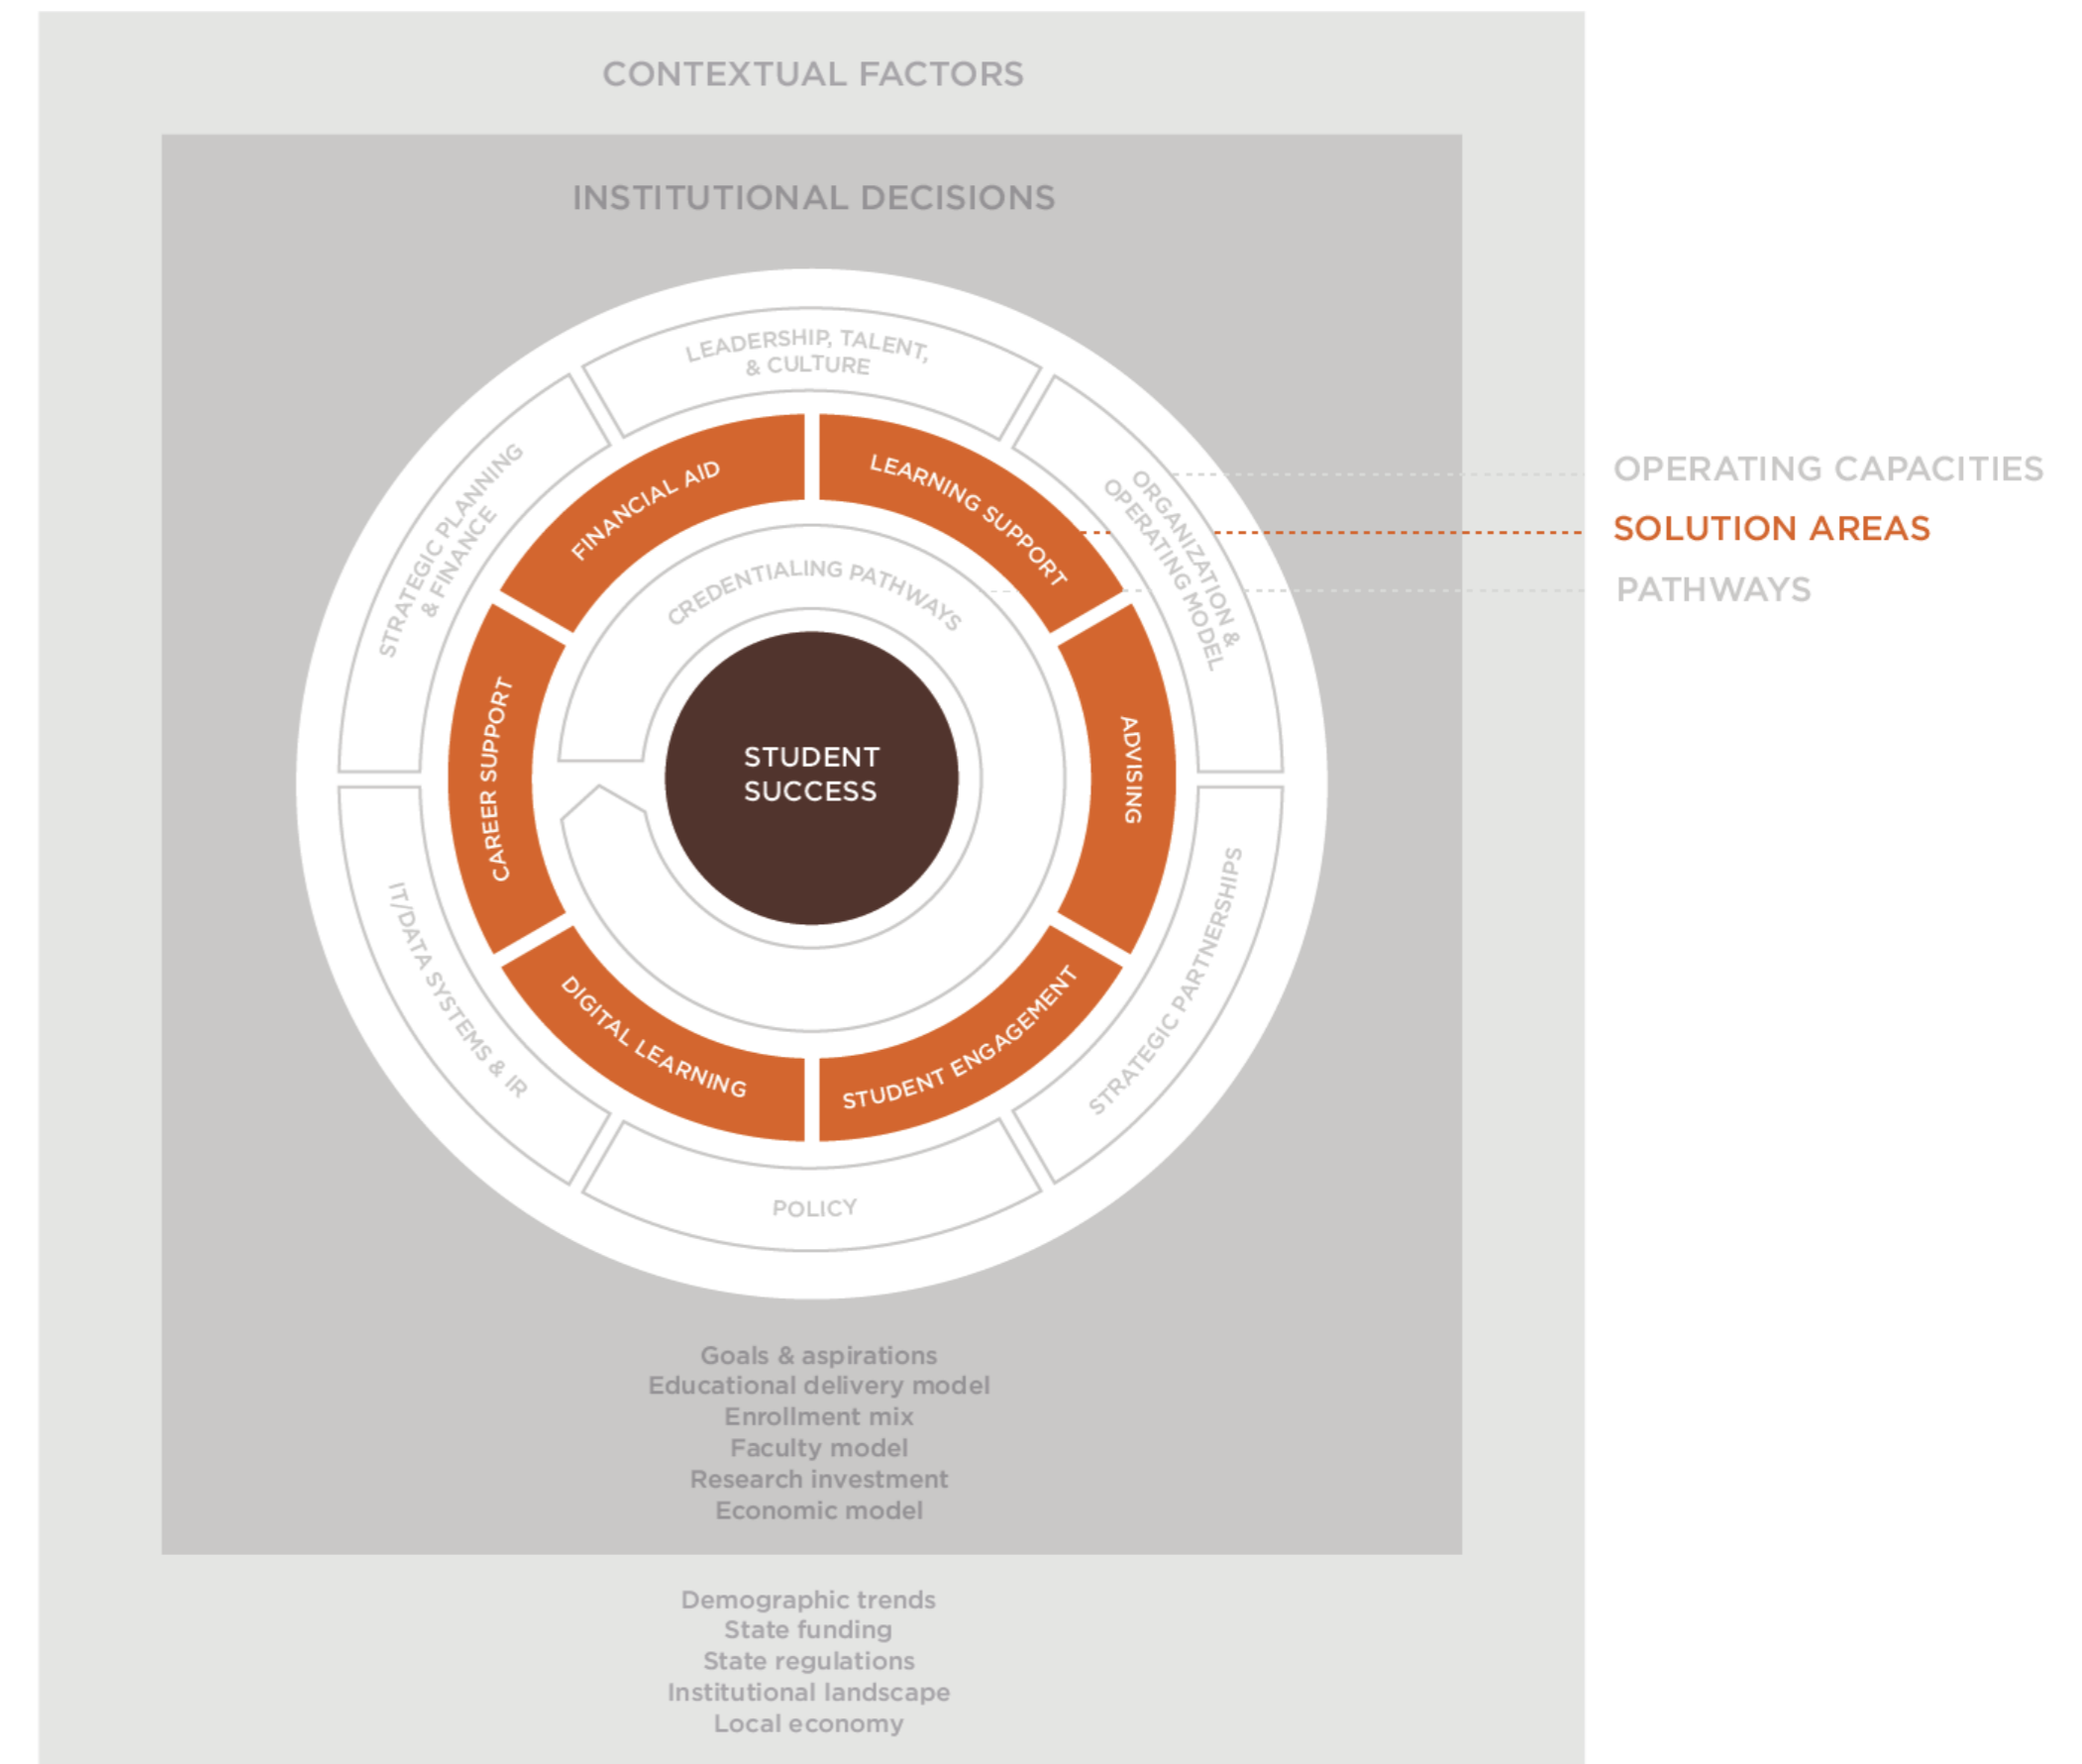 CONTEXTUAL FACTORS
INSTITUTIONAL DECISIONS
LEADERSHIP, TALENT,
& CULTURE
ORGANIZATION &
OPERATING MODEL
STRATEGIC PARTNERSHIPS
POLICY
IT/DATA SYSTEMS & IR
STRATEGIC PLANNING
& FINANCE
FINANCIAL AID
LEARNING SUPPORT
ADVISING
STUDENT ENGAGEMENT
DIGITAL LEARNING
CAREER SUPPORT
CREDENTIALING PATHWAYS
STUDENT
SUCCESS
OPERATING CAPACITIES
SOLUTION AREAS
PATHWAYS
Goals & aspirations
Educational delivery model
Enrollment mix
Faculty model
Research investment
Economic model
Demographic trends
State funding
State regulations
Institutional landscape
Local economy